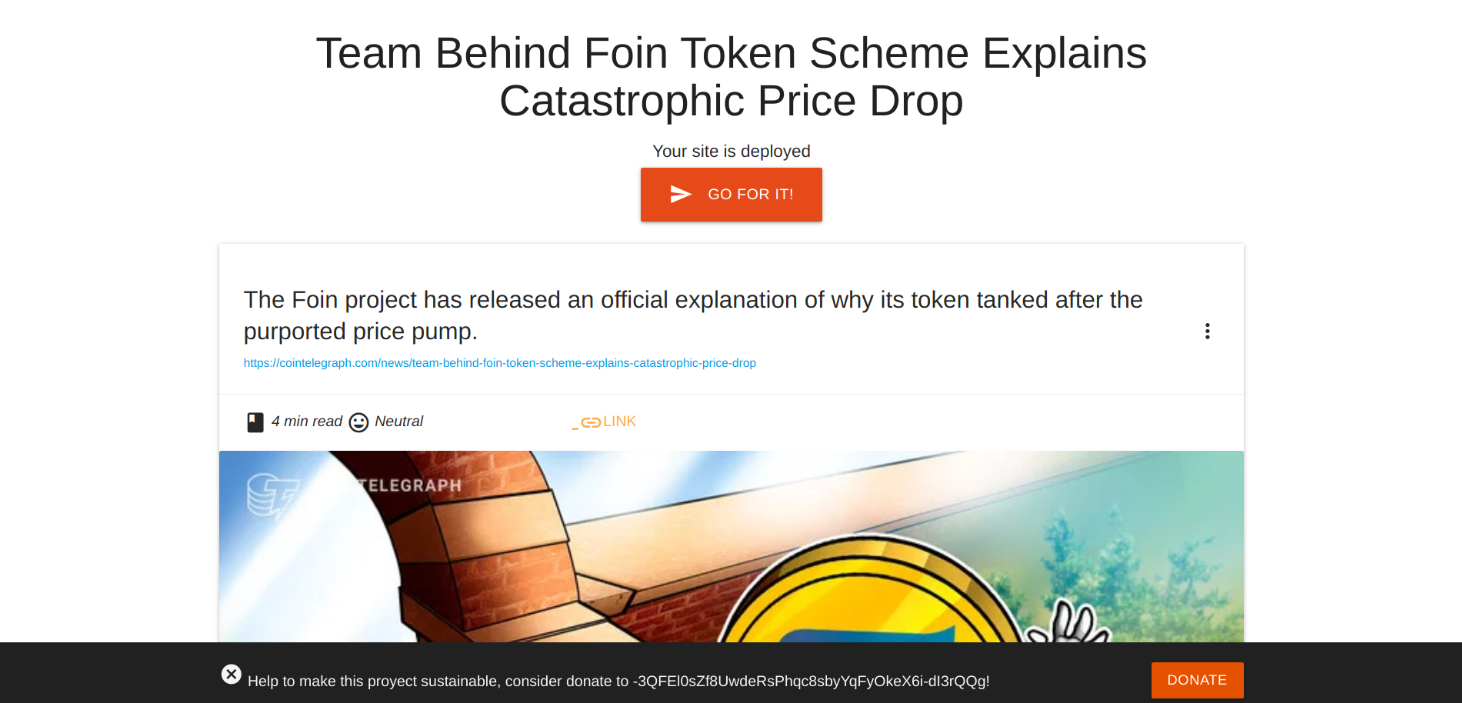 Team Behind Foin Token Scheme Explains
Catastrophic Price Drop
Your site is deployed
GO FOR IT!
The Foin project has released an official explanation of why its token tanked after the
purported price pump.
https://cointelegraph.com/news/team-behind-foin-token-scheme-explains-catastrophic-price-drop
4 min read Neutral
_ LINK
TELEGRAPH
Help to make this proyect sustainable, consider donate to -3QFEl0sZf8UwdeRsPhqc8sbyYqFyOkeX6i-dI3rQQg!
DONATE